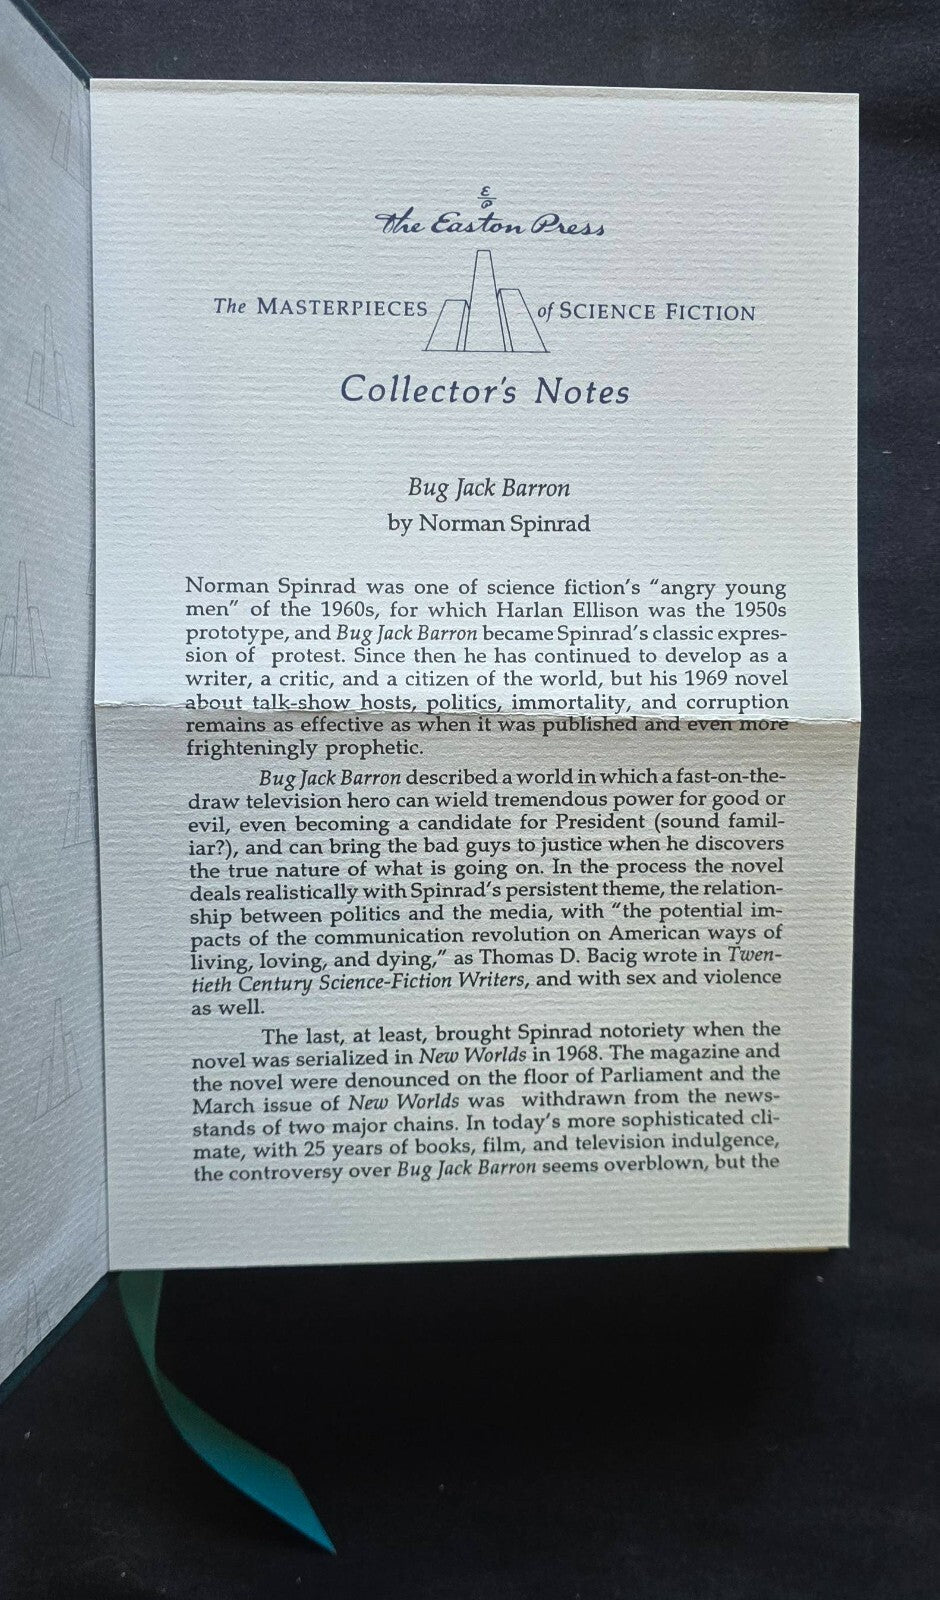 E
P
the Easton Press
The MASTERPIECES of SCIENCE FICTION
Collector's Notes
Bug Jack Barron
by Norman Spinrad
Norman Spinrad was one of science fiction's "angry young
men" of the 1960s, for which Harlan Ellison was the 1950s
prototype, and Bug Jack Barron became Spinrad's classic expres-
sion of protest. Since then he has continued to develop as a
writer, a critic, and a citizen of the world, but his 1969 novel
about talk-show hosts, politics, immortality, and corruption
remains as effective as when it was published and even more
frighteningly prophetic.
Bug Jack Barron described a world in which a fast-on-the-
draw television hero can wield tremendous power for good or
evil, even becoming a candidate for President (sound famil-
iar?), and can bring the bad guys to justice when he discovers
the true nature of what is going on. In the process the novel
deals realistically with Spinrad's persistent theme, the relation-
ship between politics and the media, with "the potential im-
pacts of the communication revolution on American ways of
living, loving, and dying," as Thomas D. Bacig wrote in Twen-
tieth Century Science-Fiction Writers, and with sex and violence
as well.
The last, at least, brought Spinrad notoriety when the
novel was serialized in New Worlds in 1968. The magazine and
the novel were denounced on the floor of Parliament and the
March issue of New Worlds was withdrawn from the news-
stands of two major chains. In today's more sophisticated cli-
mate, with 25 years of books, film, and television indulgence,
the controversy over Bug Jack Barron seems overblown, but the